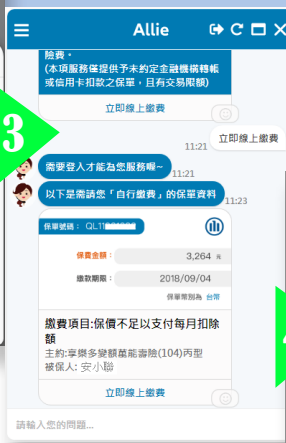 Allie
險費。
(本項服務僅提供予未約定金融機構轉帳
或信用卡扣款之保單，且有交易限額)
立即線上繳費
3
立即線上繳費
11:21
需要登入才能為您服務喔~
11:21
以下是需請您「自行繳費」的保單資料
11:23
保單號碼： QL11
保費金額：
3,264 元
繳款期限：
2018/09/04
保單幣別為 台幣
繳費項目:保價不足以支付每月扣除
額
主約:享樂多變額萬能壽險(104)丙型
被保人: 安小聯
立即線上繳費
請輸入您的問題...